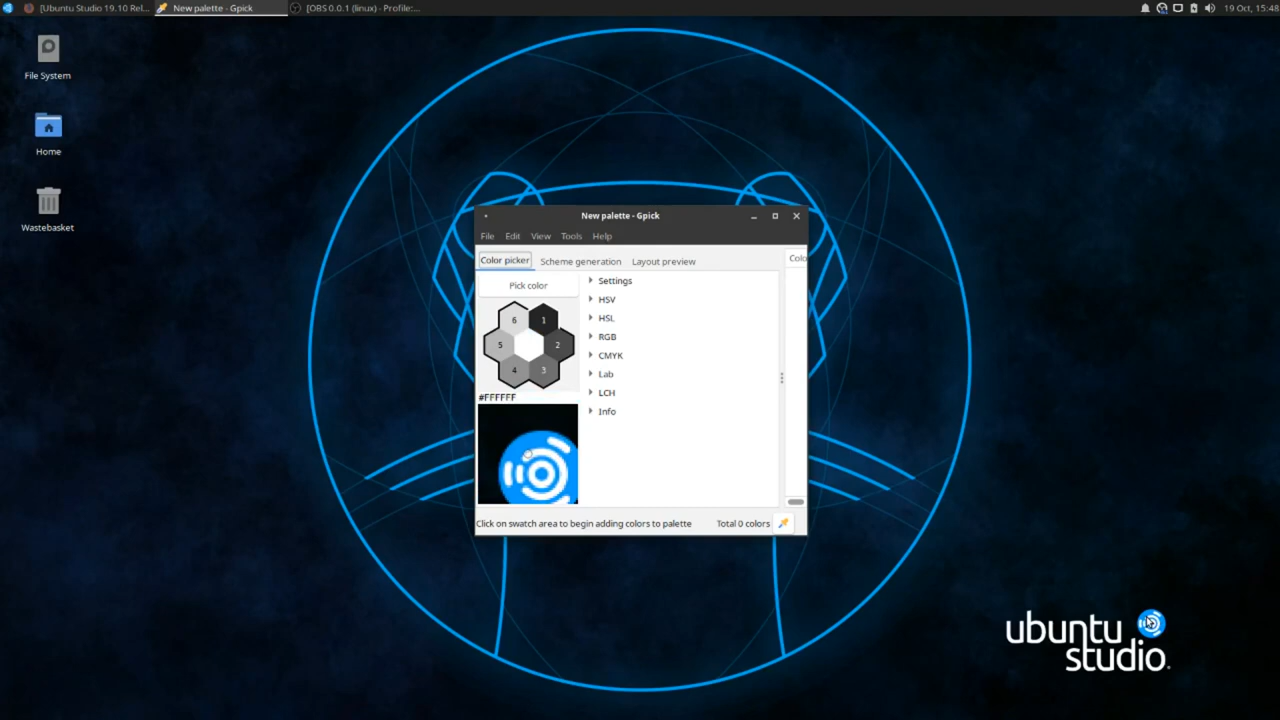 [Ubuntu Studio 19.10 Rel... New palette - Gpick [OBS 0.0.1 (linux) - Profile:... 19 Oct, 15:48
File System
Home
Wastebasket
New palette - Gpick
File Edit View Tools Help
Color picker Scheme generation Layout preview Colo
Pick color
6 1
5 2
4 3
#FFFFFF
Settings
HSV
HSL
RGB
CMYK
Lab
LCH
Info
Click on swatch area to begin adding colors to palette Total 0 colors
ubuntu
studio